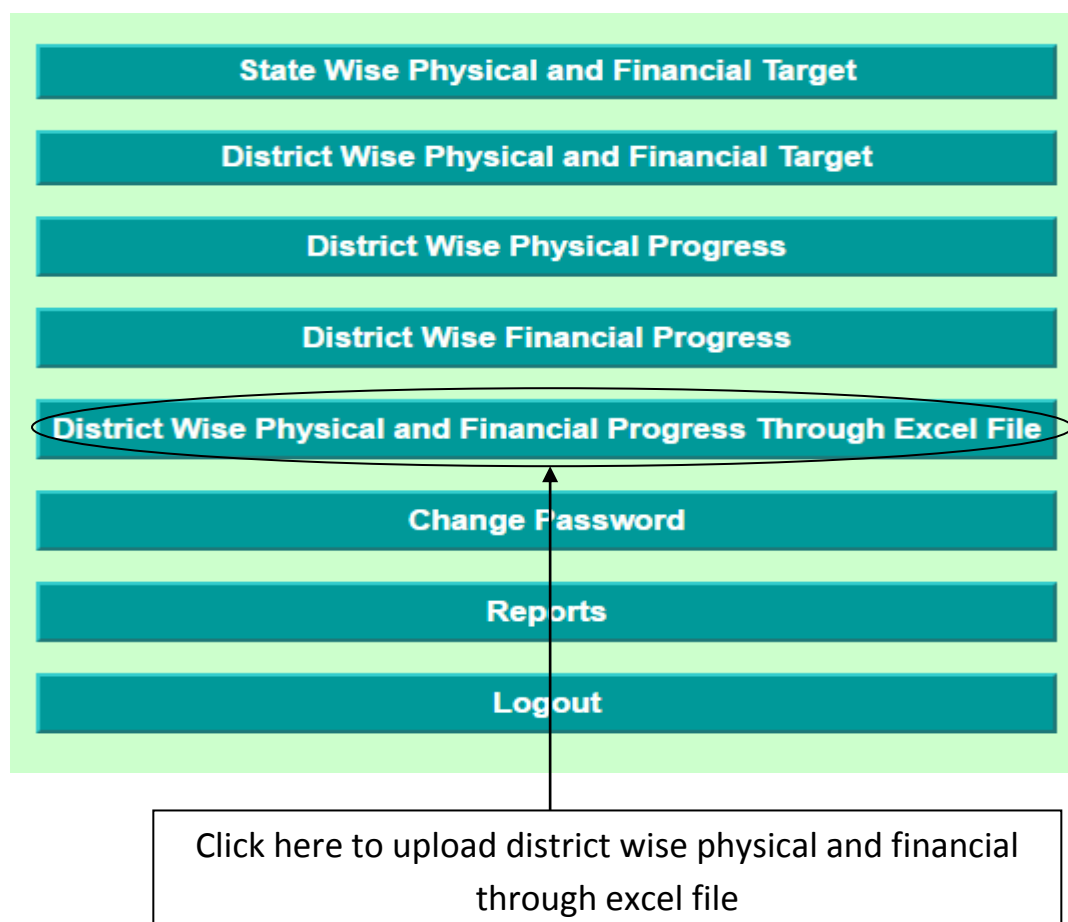 State Wise Physical and Financial Target
District Wise Physical and Financial Target
District Wise Physical Progress
District Wise Financial Progress
District Wise Physical and Financial Progress Through Excel File
Change Password
Reports
Logout
Click here to upload district wise physical and financial
through excel file